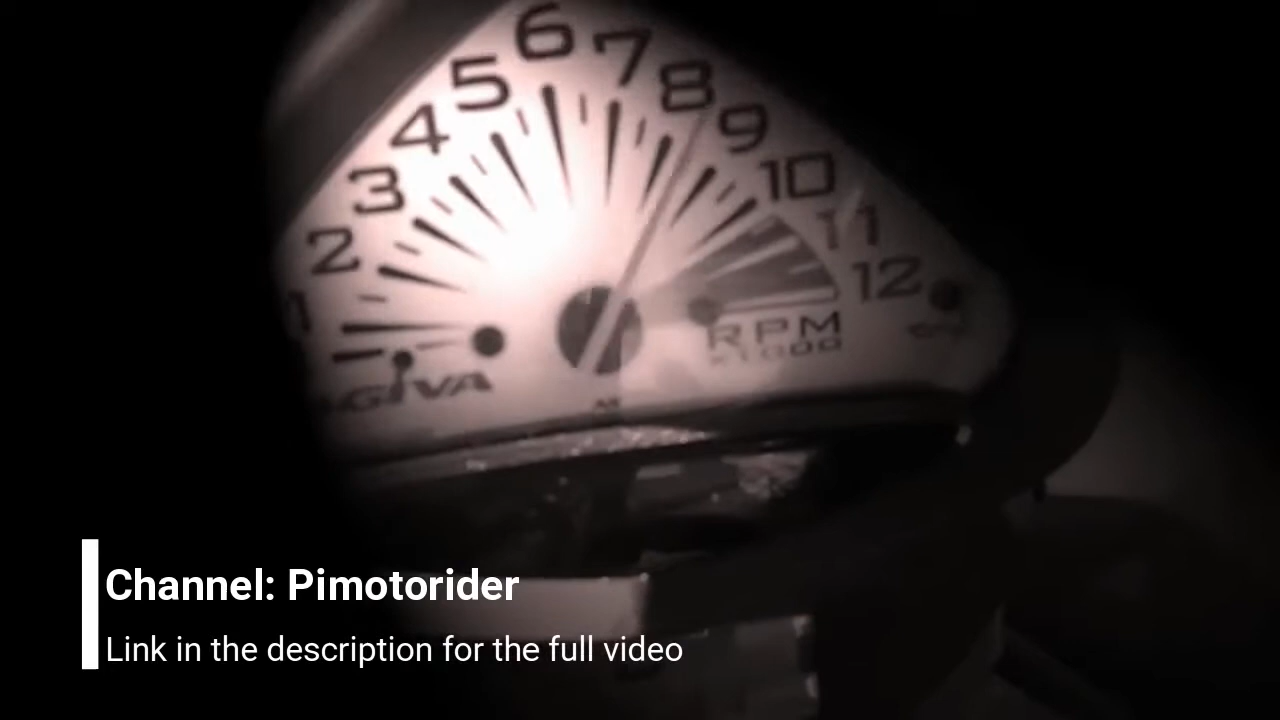 6
7
8
5
9
4
10
3
11
2
12
1
RPM
x1000
GIVA
Channel: Pimotorider
Link in the description for the full video